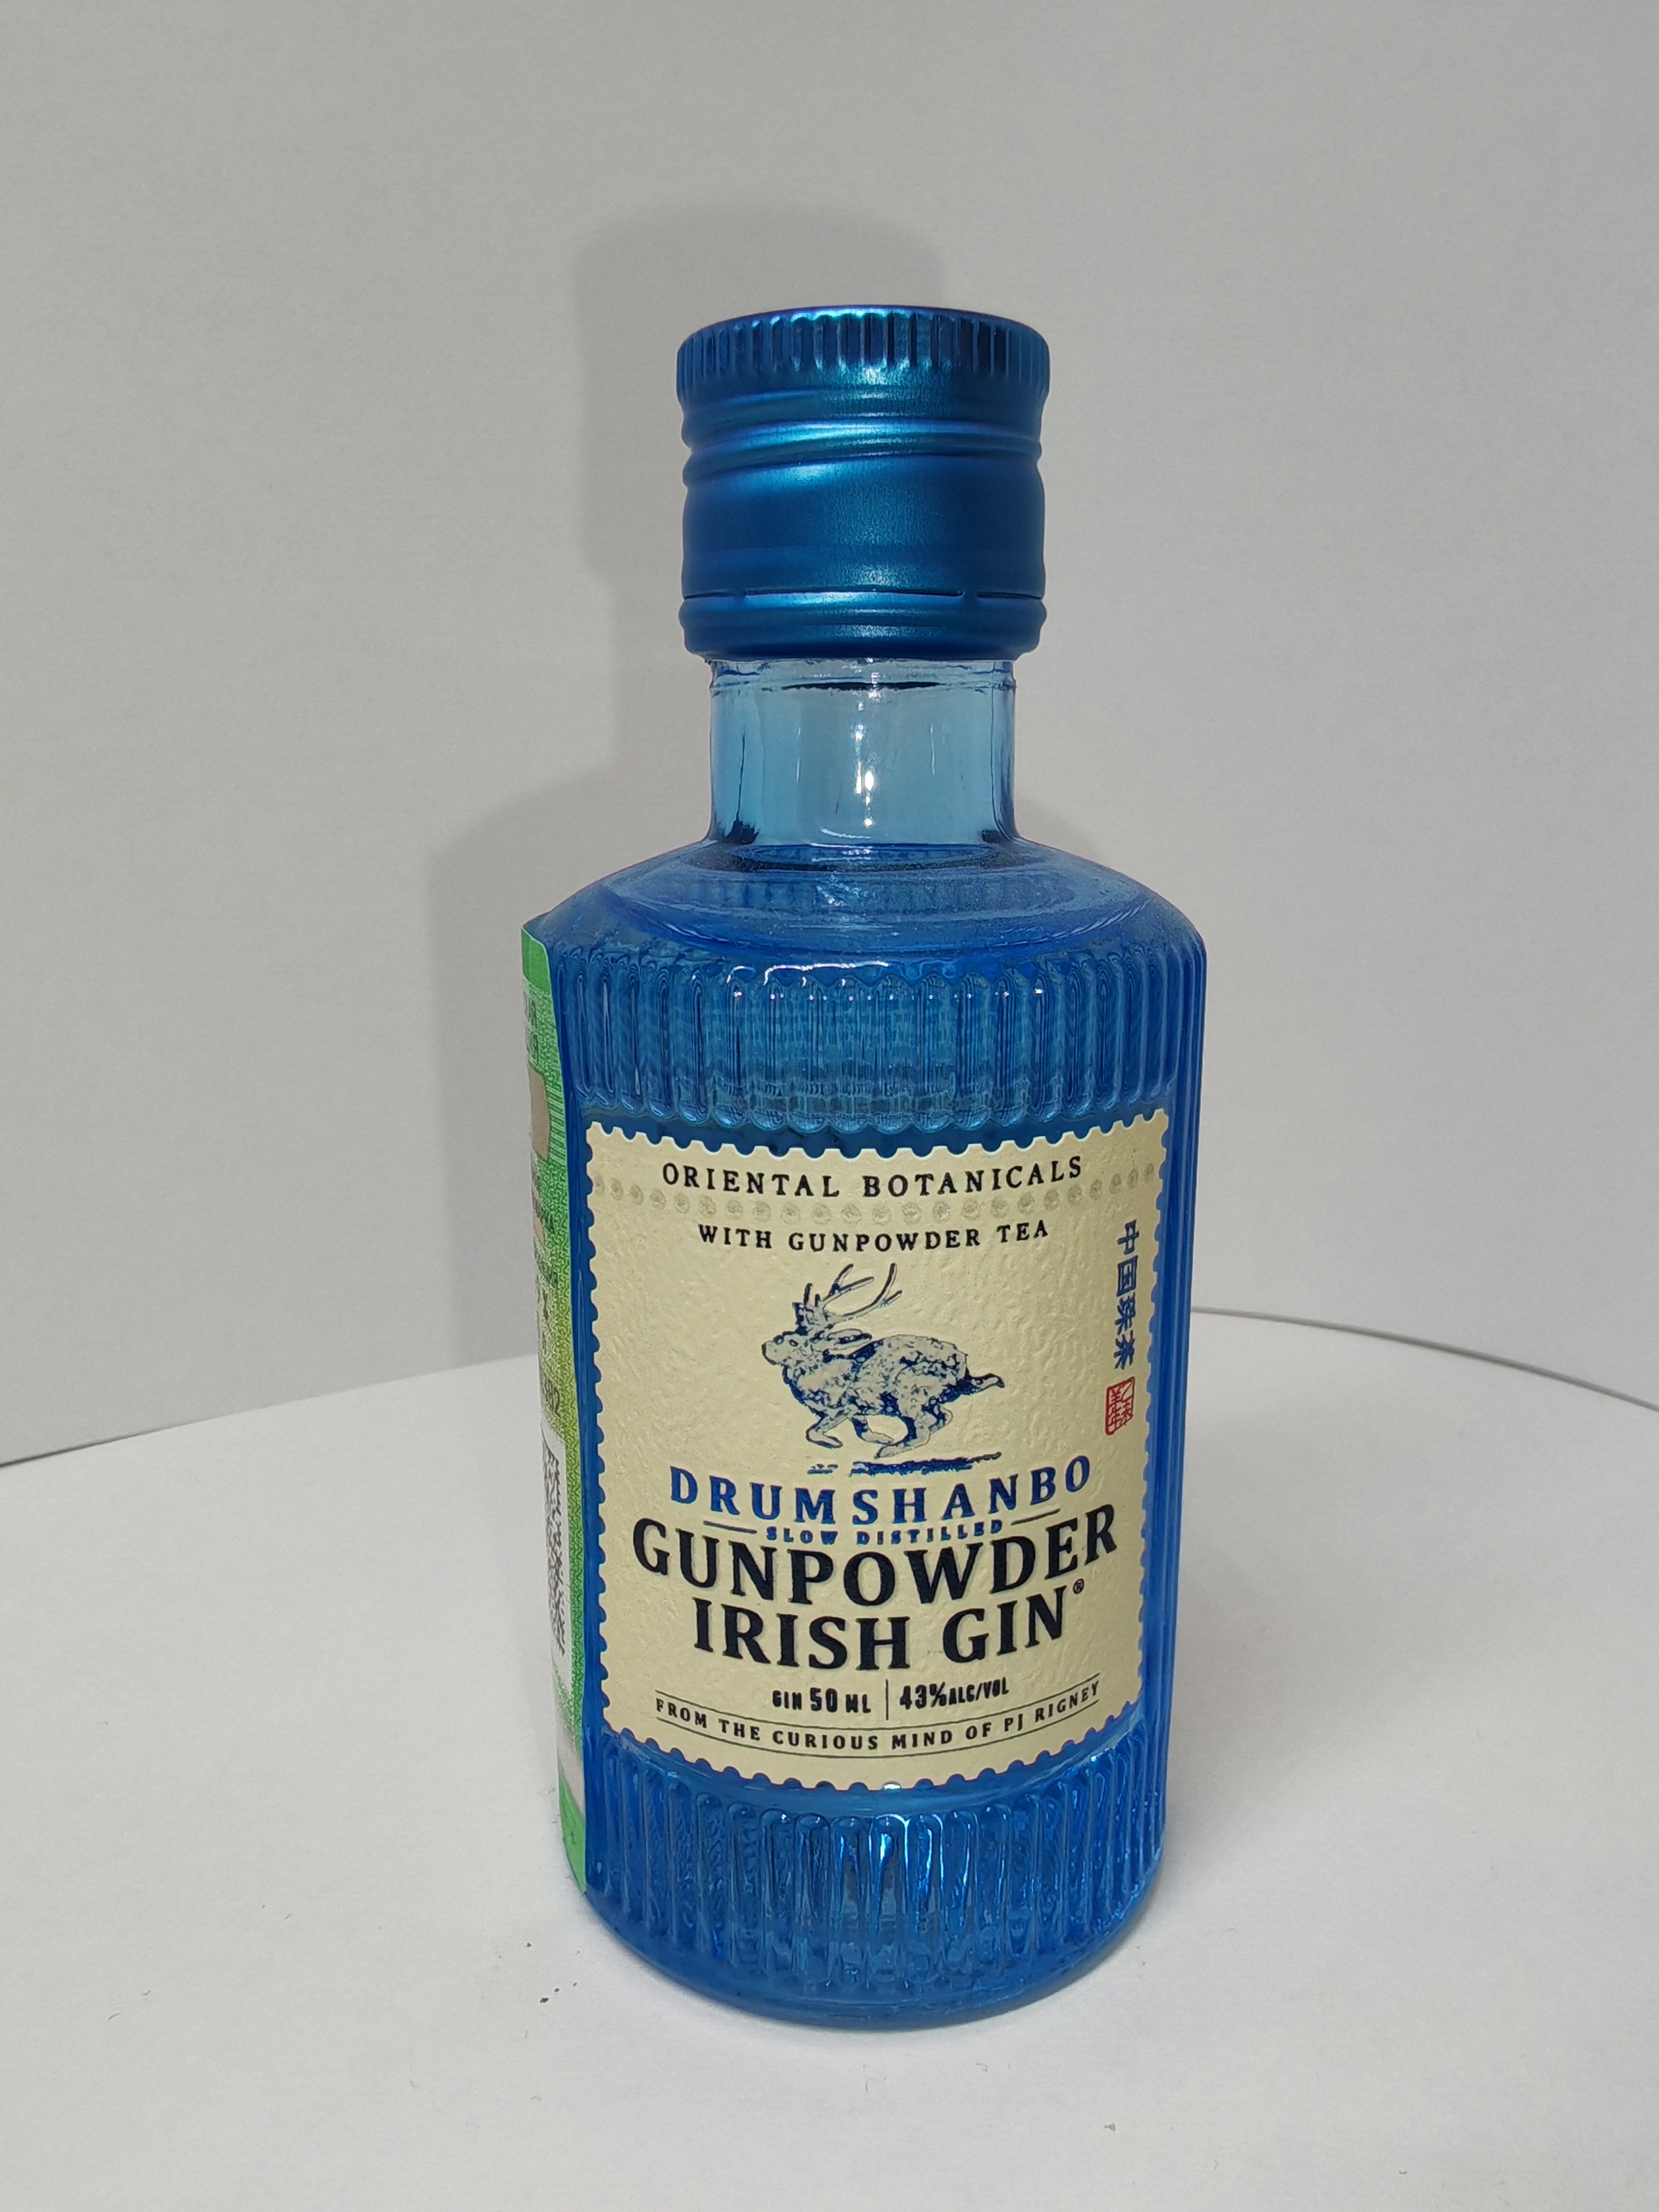 ORIENTAL BOTANICALS
WITH GUNPOWDER TEA
中国珠茶
DRUMSHANBO
SLOW DISTILLED
GUNPOWDER
IRISH GIN®
GIN 50 ML | 43%ALC/VOL
FROM THE CURIOUS MIND OF PJ RIGNEY